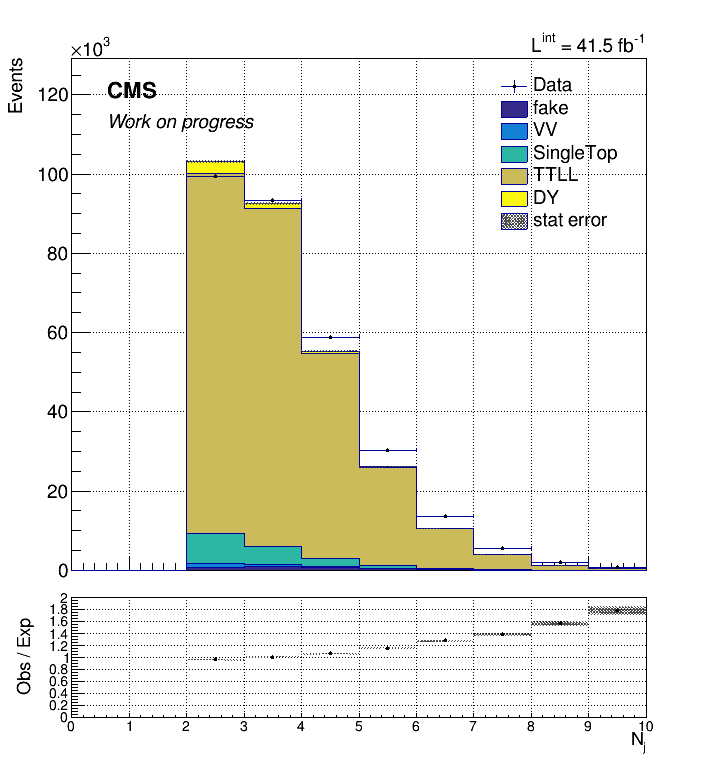 ×10³
L^int = 41.5 fb⁻¹
Events
CMS
Work on progress
Data
fake
VV
SingleTop
TTLL
DY
stat error
120
100
80
60
40
20
0
Obs / Exp
2
1.8
1.6
1.4
1.2
1
0.8
0.6
0.4
0.2
0
0 1 2 3 4 5 6 7 8 9 10
N_j